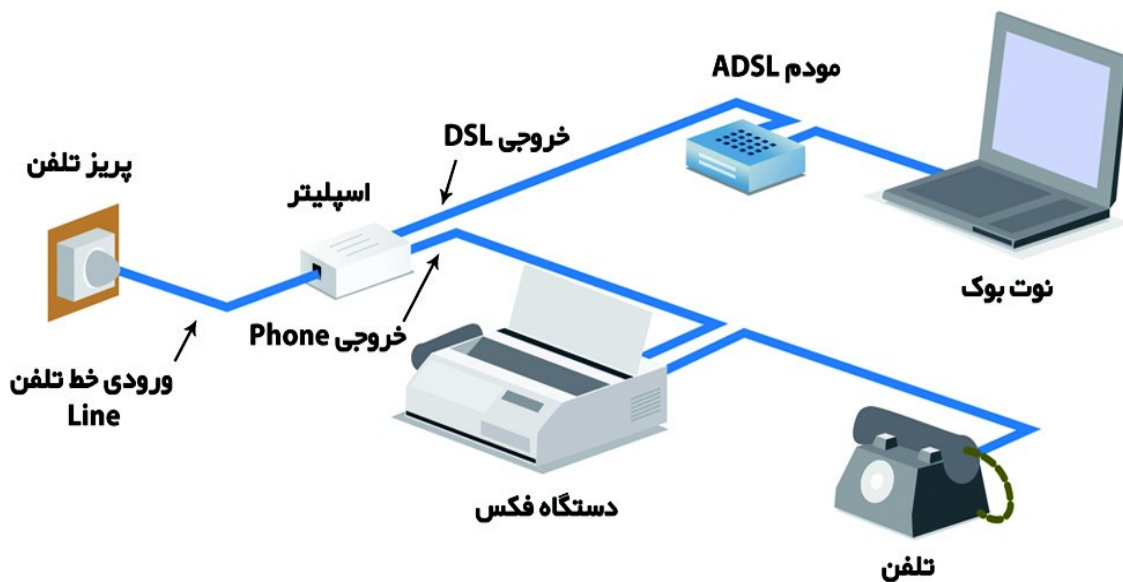 مودم ADSL
خروجی DSL
پریز تلفن
اسپلیتر
نوت بوک
خروجی Phone
ورودی خط تلفن
Line
دستگاه فکس
تلفن